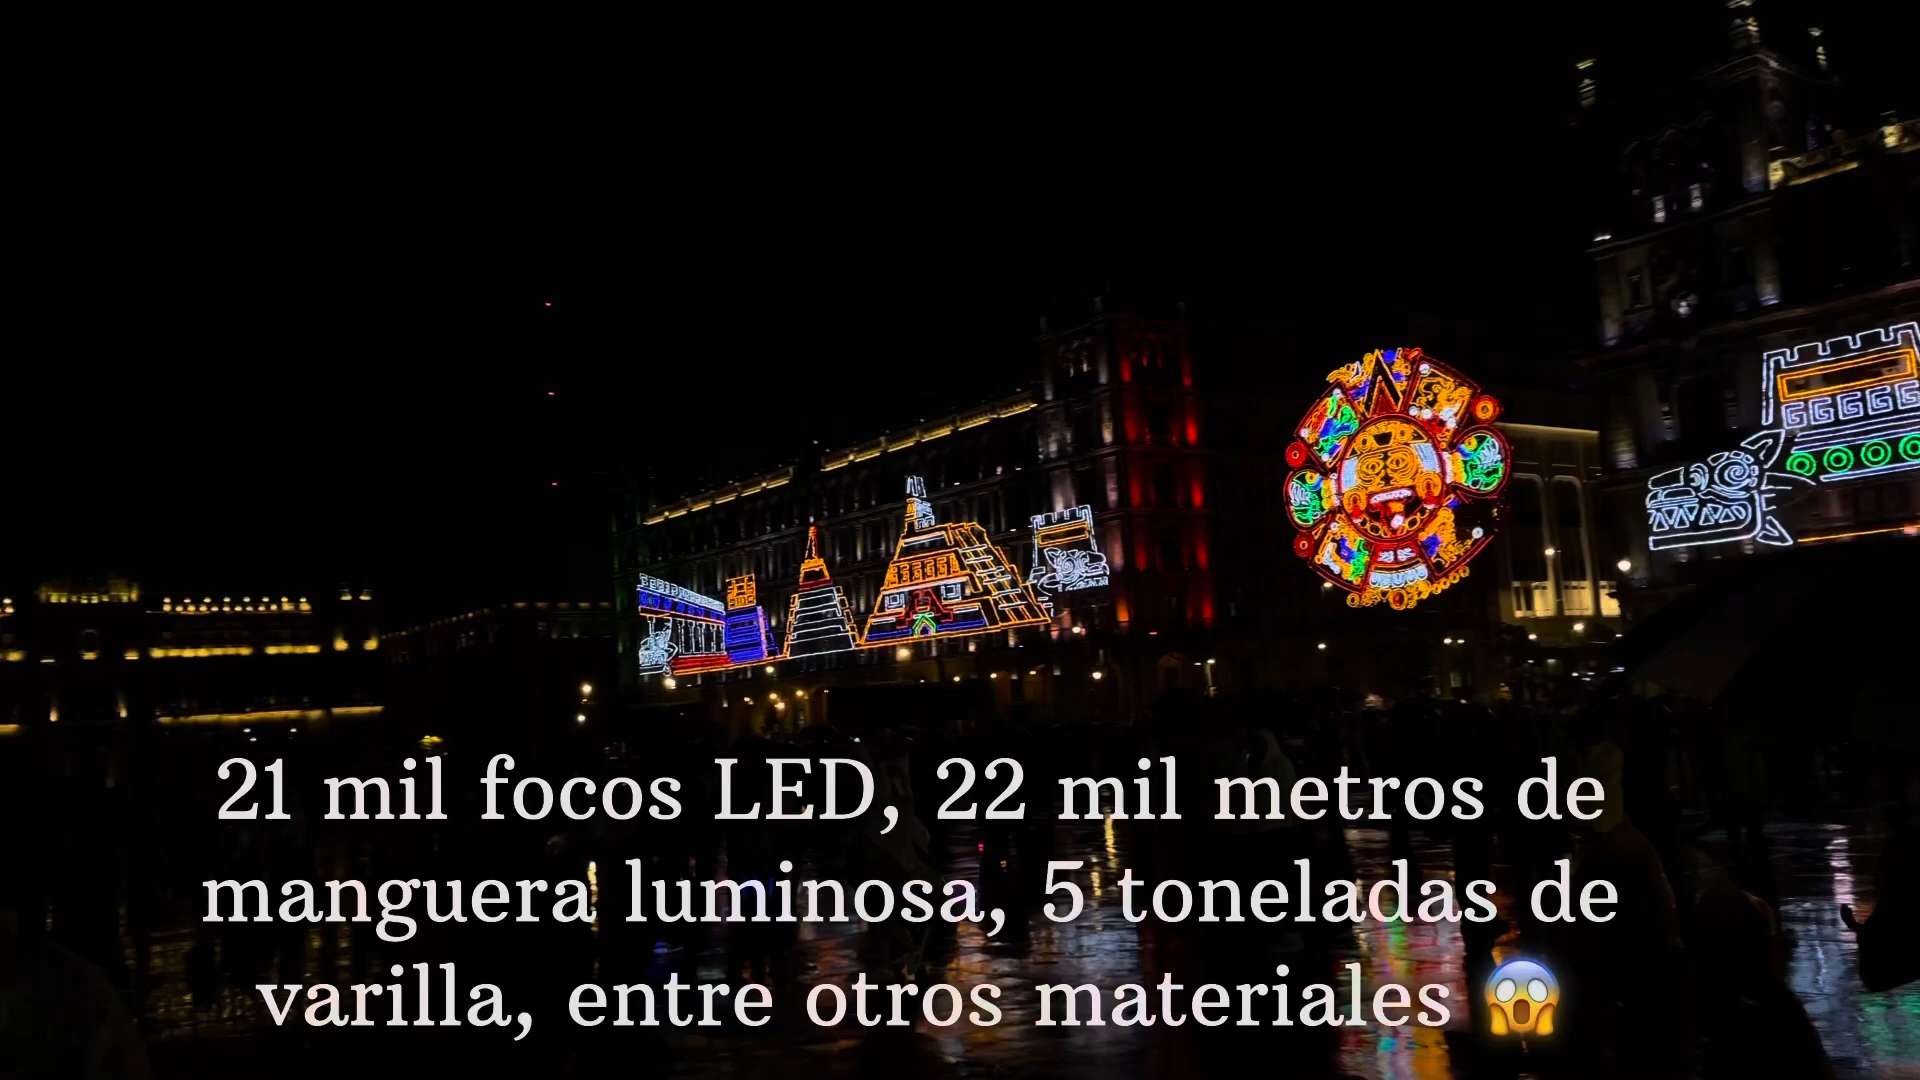 21 mil focos LED, 22 mil metros de
manguera luminosa, 5 toneladas de
varilla, entre otros materiales 😱